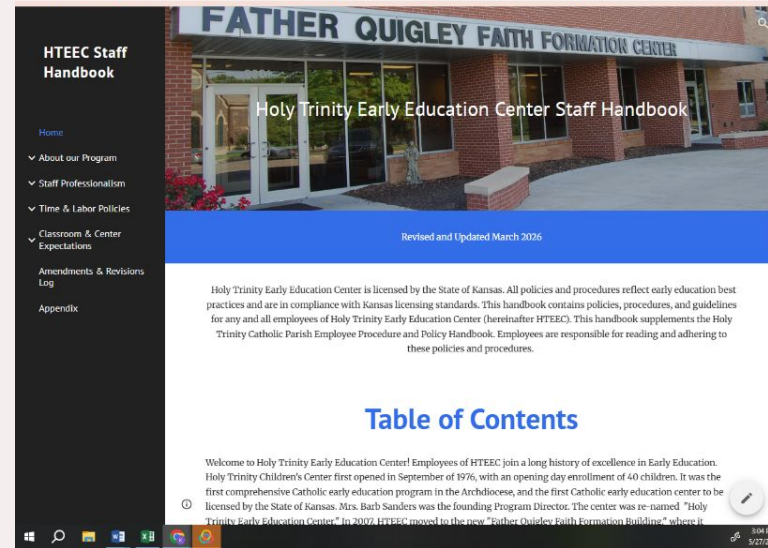 HTEEC Staff
Handbook
Home
About our Program
Staff Professionalism
Time & Labor Policies
Classroom & Center
Expectations
Amendments & Revisions
Log
Appendix
FATHER QUIGLEY FAITH FORMATION CENTER
Holy Trinity Early Education Center Staff Handbook
Revised and Updated March 2026
Holy Trinity Early Education Center is licensed by the State of Kansas. All policies and procedures reflect early education best
practices and are in compliance with Kansas licensing standards. This handbook contains policies, procedures, and guidelines
for any and all employees of Holy Trinity Early Education Center (hereinafter HTEEC). This handbook supplements the Holy
Trinity Catholic Parish Employee Procedure and Policy Handbook. Employees are responsible for reading and adhering to
these policies and procedures.
Table of Contents
Welcome to Holy Trinity Early Education Center! Employees of HTEEC join a long history of excellence in Early Education.
Holy Trinity Children's Center first opened in September of 1976, with an opening day enrollment of 40 children. It was the
first comprehensive Catholic early education program in the Archdiocese, and the first Catholic early education center to be
licensed by the State of Kansas. Mrs. Barb Sanders was the founding Program Director. The center was re-named "Holy
Trinity Early Education Center." In 2007, HTEEC moved to the new "Father Quigley Faith Formation Building," where it
3:04
5/27/2